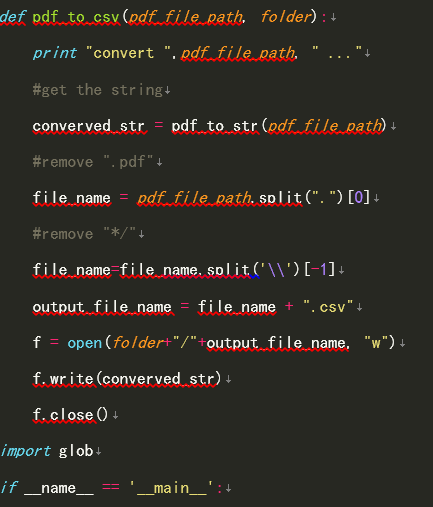 def pdf_to_csv(pdf_file_path, folder):↓
print "convert ",pdf_file_path, " ..."↓
#get the string↓
converved_str = pdf_to_str(pdf_file_path)↓
#remove ".pdf"↓
file_name = pdf_file_path.split(".")[0]↓
#remove "*/"↓
file_name=file_name.split('\\')[-1]↓
output_file_name = file_name + ".csv"↓
f = open(folder+"/"+output_file_name, "w")↓
f.write(converved_str)↓
f.close()↓
import glob↓
if __name__ == '__main__':↓